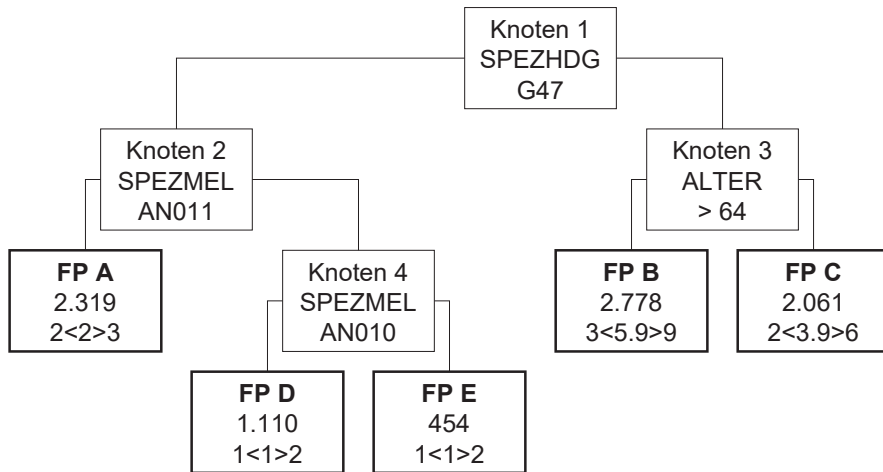 Knoten 1
SPEZHDG
G47
Knoten 2
SPEZMEL
AN011
Knoten 3
ALTER
> 64
FP A
2.319
2<2>3
Knoten 4
SPEZMEL
AN010
FP B
2.778
3<5.9>9
FP C
2.061
2<3.9>6
FP D
1.110
1<1>2
FP E
454
1<1>2